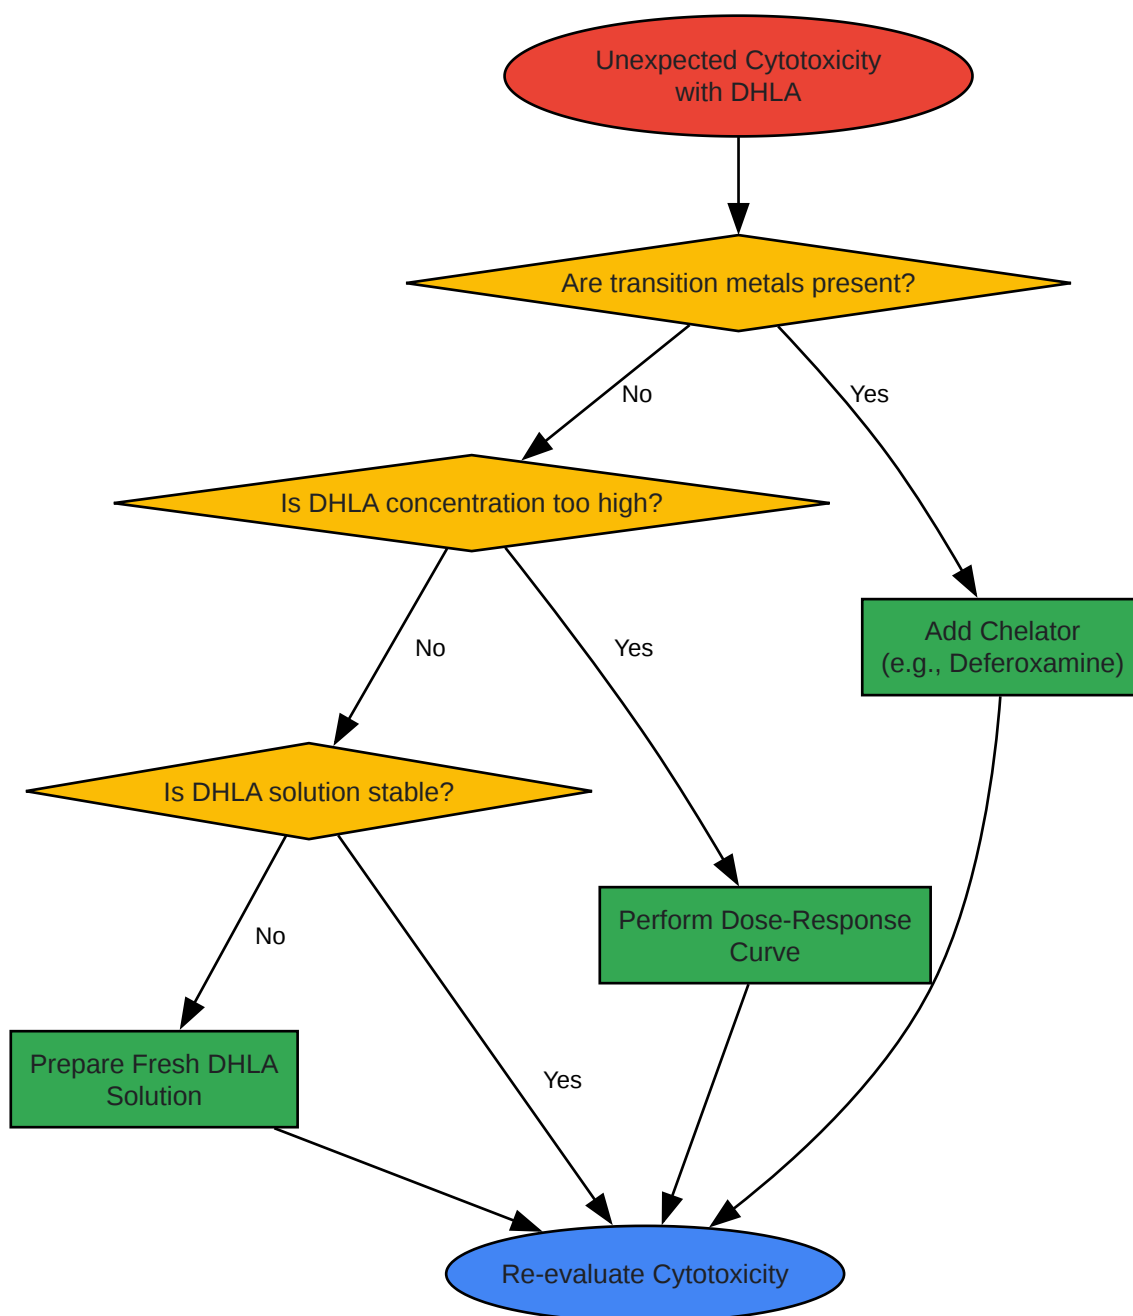 Unexpected Cytotoxicity
with DHLA
Are transition metals present?
No
Yes
Is DHLA concentration too high?
Add Chelator
(e.g., Deferoxamine)
No
Yes
Is DHLA solution stable?
Perform Dose-Response
Curve
No
Prepare Fresh DHLA
Solution
Yes
Re-evaluate Cytotoxicity